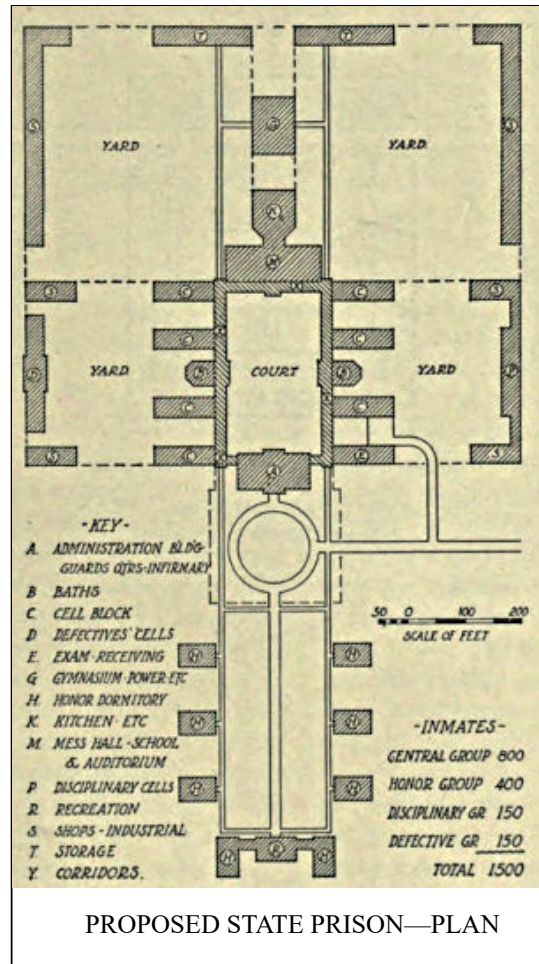 T
T
G
S
YARD
YARD.
S
K
M
S
C
C
S
C
C
YARD
B
COURT
B
YARD
P
C
S
C
A
E
S
-KEY-
A. ADMINISTRATION BLD'G-
GUARDS QTRS-INFIRMARY
B BATHS
C. CELL BLOCK
D DEFECTIVES' CELLS
E. EXAM-RECEIVING
G GYMNASIUM-POWER-ETC
H. HONOR DORMITORY
K KITCHEN-ETC
M MESS HALL-SCHOOL
& AUDITORIUM
P DISCIPLINARY CELLS
R RECREATION
S SHOPS-INDUSTRIAL
T STORAGE
Y CORRIDORS.
50 0 100 200
SCALE OF FEET
H
H
H
H
H
H
H
R
H
-INMATES-
CENTRAL GROUP 800
HONOR GROUP 400
DISCIPLINARY GR 150
DEFECTIVE GR 150
TOTAL 1500
PROPOSED STATE PRISON—PLAN